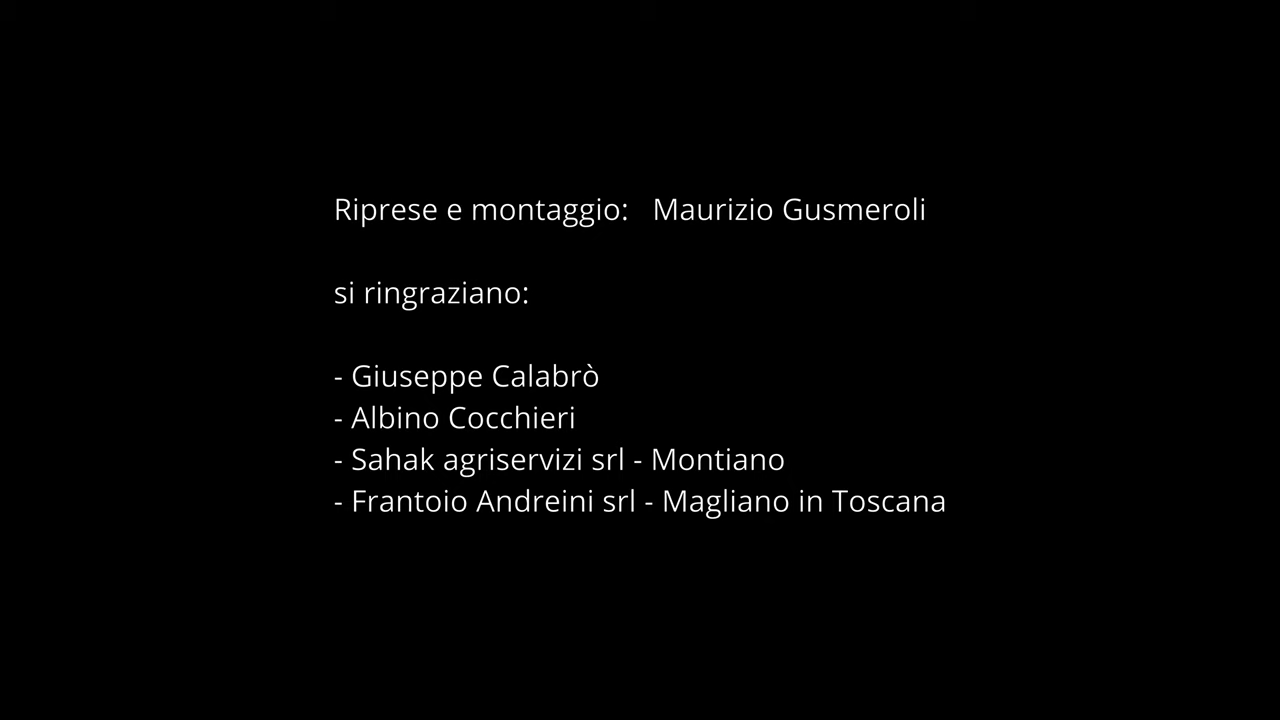 Riprese e montaggio:   Maurizio Gusmeroli
si ringraziano:
- Giuseppe Calabrò
- Albino Cocchieri
- Sahak agriservizi srl - Montiano
- Frantoio Andreini srl - Magliano in Toscana